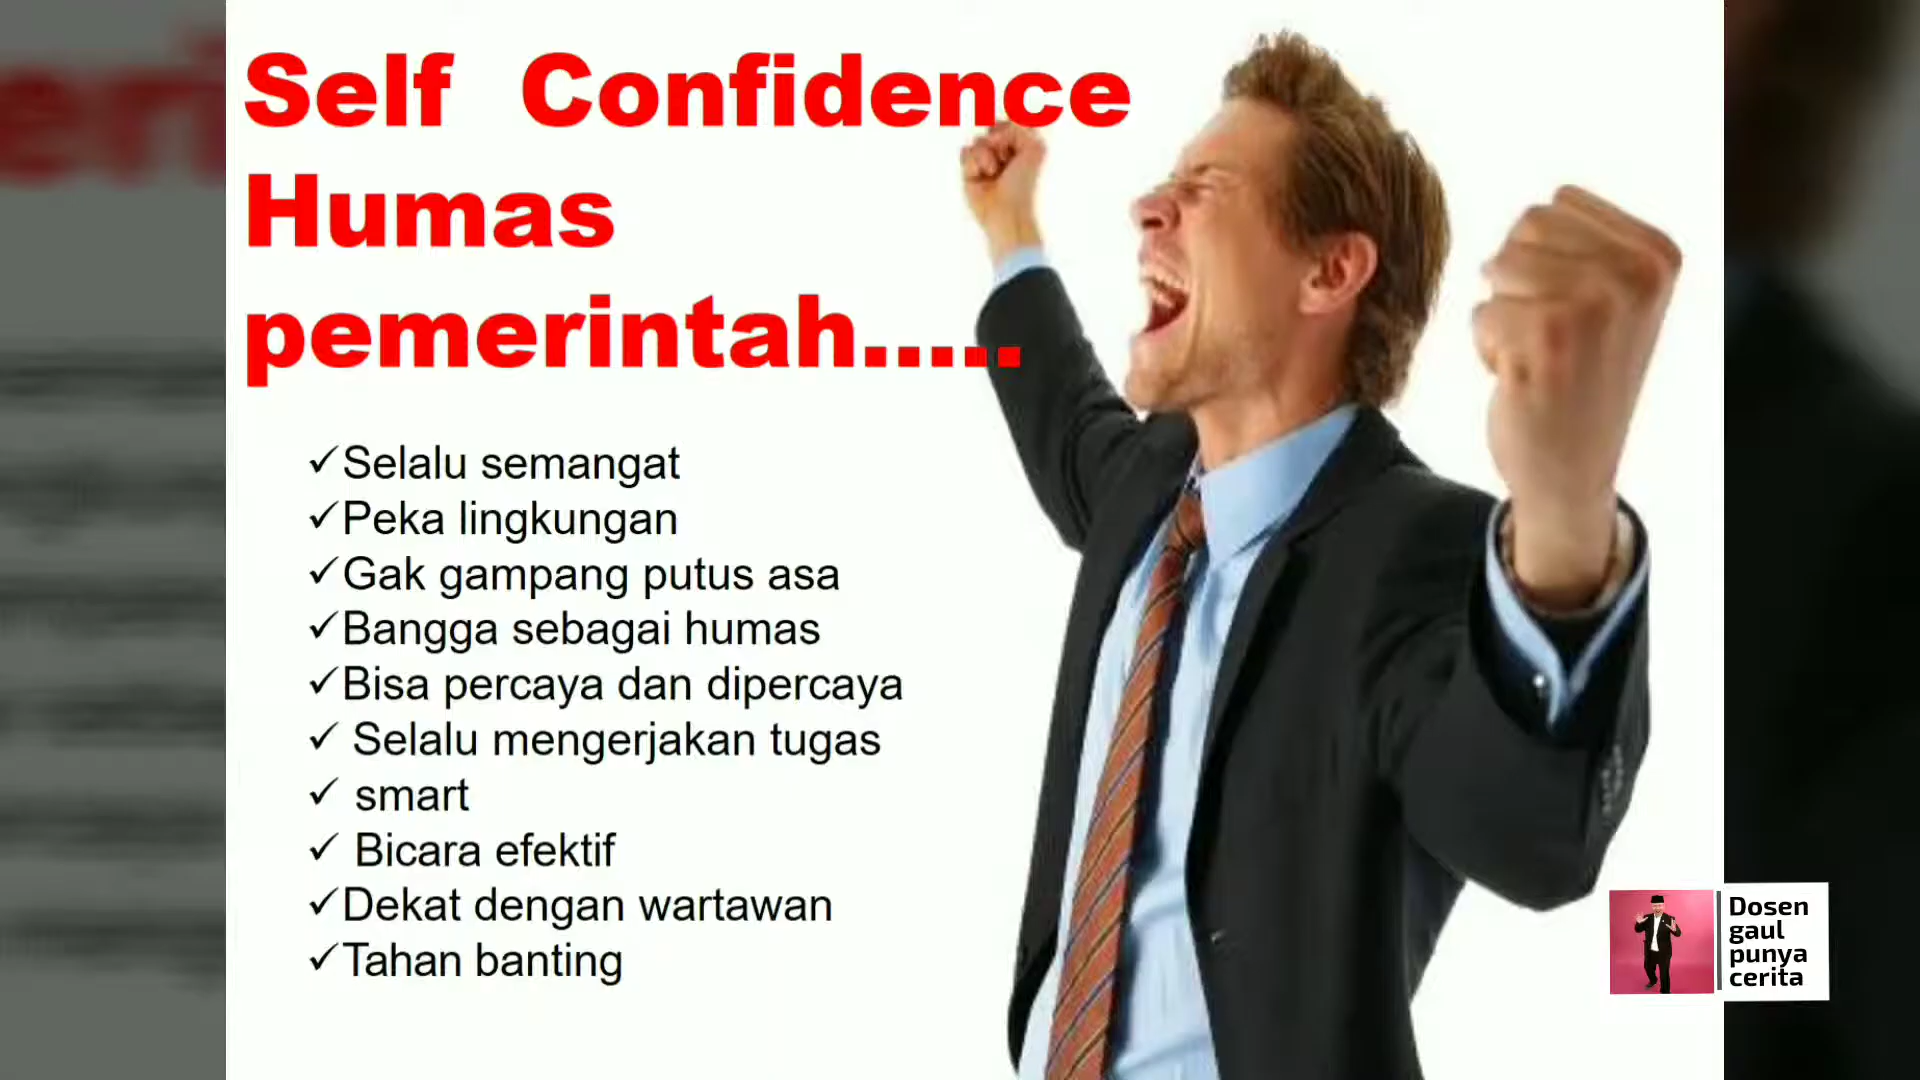 Self Confidence
Humas
pemerintah.....
✓Selalu semangat
✓Peka lingkungan
✓Gak gampang putus asa
✓Bangga sebagai humas
✓Bisa percaya dan dipercaya
✓ Selalu mengerjakan tugas
✓ smart
✓ Bicara efektif
✓Dekat dengan wartawan
✓Tahan banting
Dosen
gaul
punya
cerita